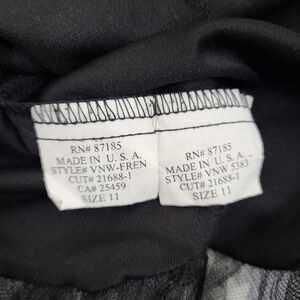 RN# 87185
MADE IN U. S. A.
STYLE# VNW-FREN
CUT# 21688-1
CA# 25459
SIZE 11
RN# 87185
MADE IN U. S. A.
STYLE# VNW 5383
CUT# 21688-1
SIZE 11